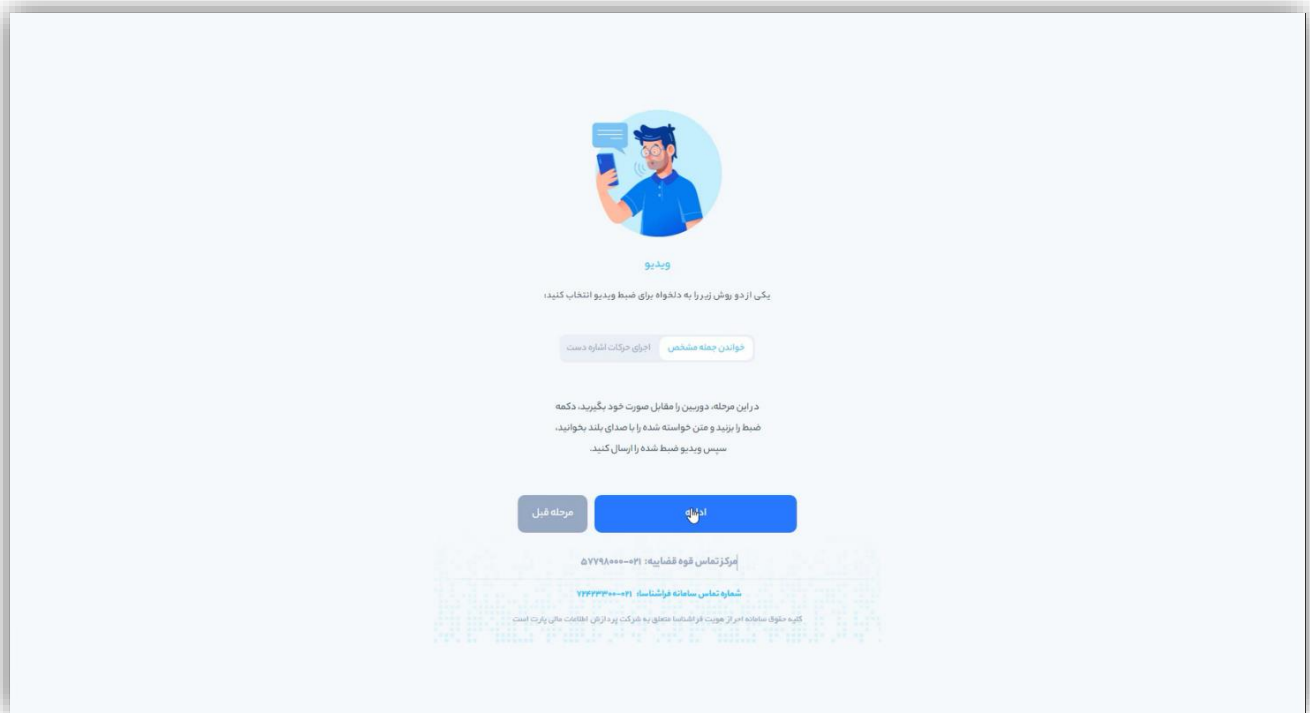 ویدیو
یکی از دو روش زیر را به دلخواه برای ضبط ویدیو انتخاب کنید:
خواندن جمله مشخص
اجرای حرکات اشاره دست
در این مرحله، دوربین را مقابل صورت خود بگیرید، دکمه
ضبط را بزنید و متن خواسته شده را با صدای بلند بخوانید،
سپس ویدیو ضبط شده را ارسال کنید.
ادامه
مرحله قبل
مرکز تماس قوه قضاییه: ۰۲۱-۵۷۷۹۸۰۰۰
شماره تماس سامانه فراشناسا: ۰۲۱-۷۲۴۲۳۳۰۰
کلیه حقوق سامانه احراز هویت فراشناسا متعلق به شرکت پردازش اطلاعات مالی پارت است